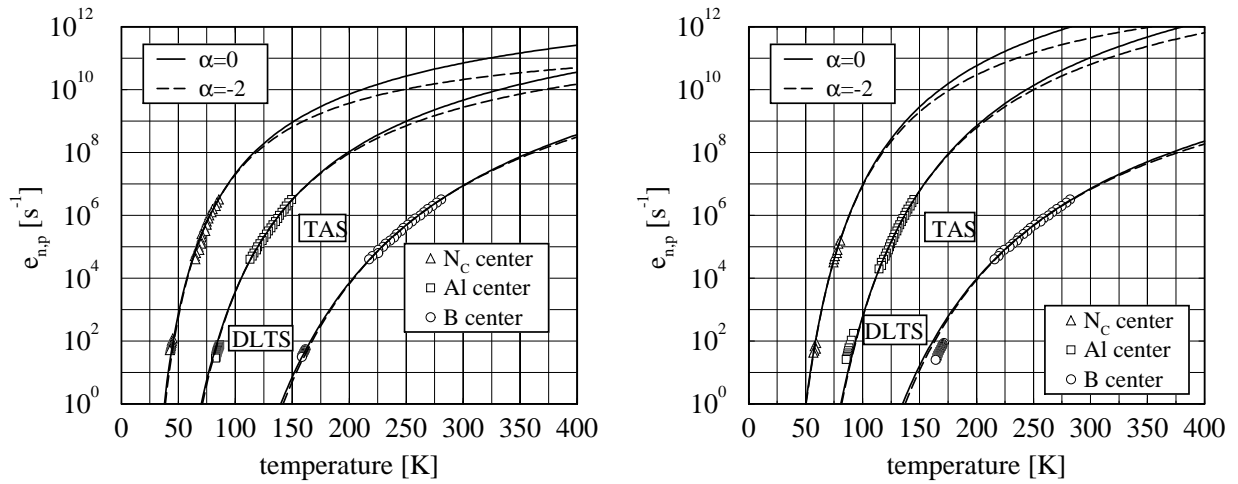 10^12
10^10
10^8
10^6
10^4
10^2
10^0
e_n,p [s^-1]
α=0
α=-2
TAS
DLTS
N_C center
Al center
B center
0 50 100 150 200 250 300 350 400
temperature [K]
10^12
10^10
10^8
10^6
10^4
10^2
10^0
e_n,p [s^-1]
α=0
α=-2
TAS
DLTS
N_C center
Al center
B center
0 50 100 150 200 250 300 350 400
temperature [K]